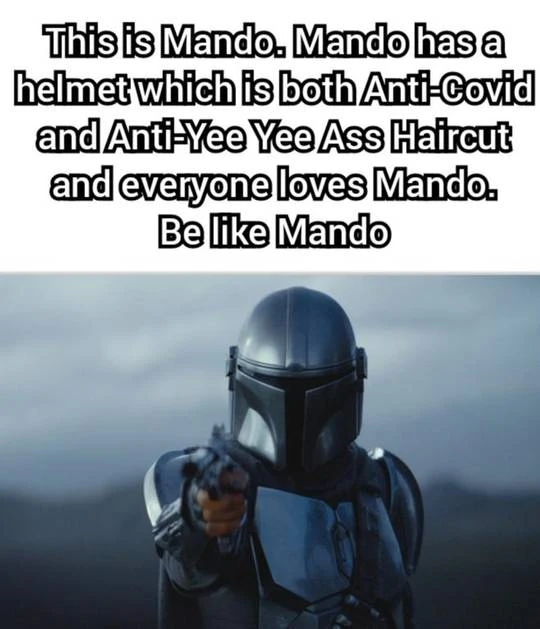 This is Mando. Mando has a
helmet which is both Anti-Covid
and Anti-Yee Yee Ass Haircut
and everyone loves Mando.
Be like Mando